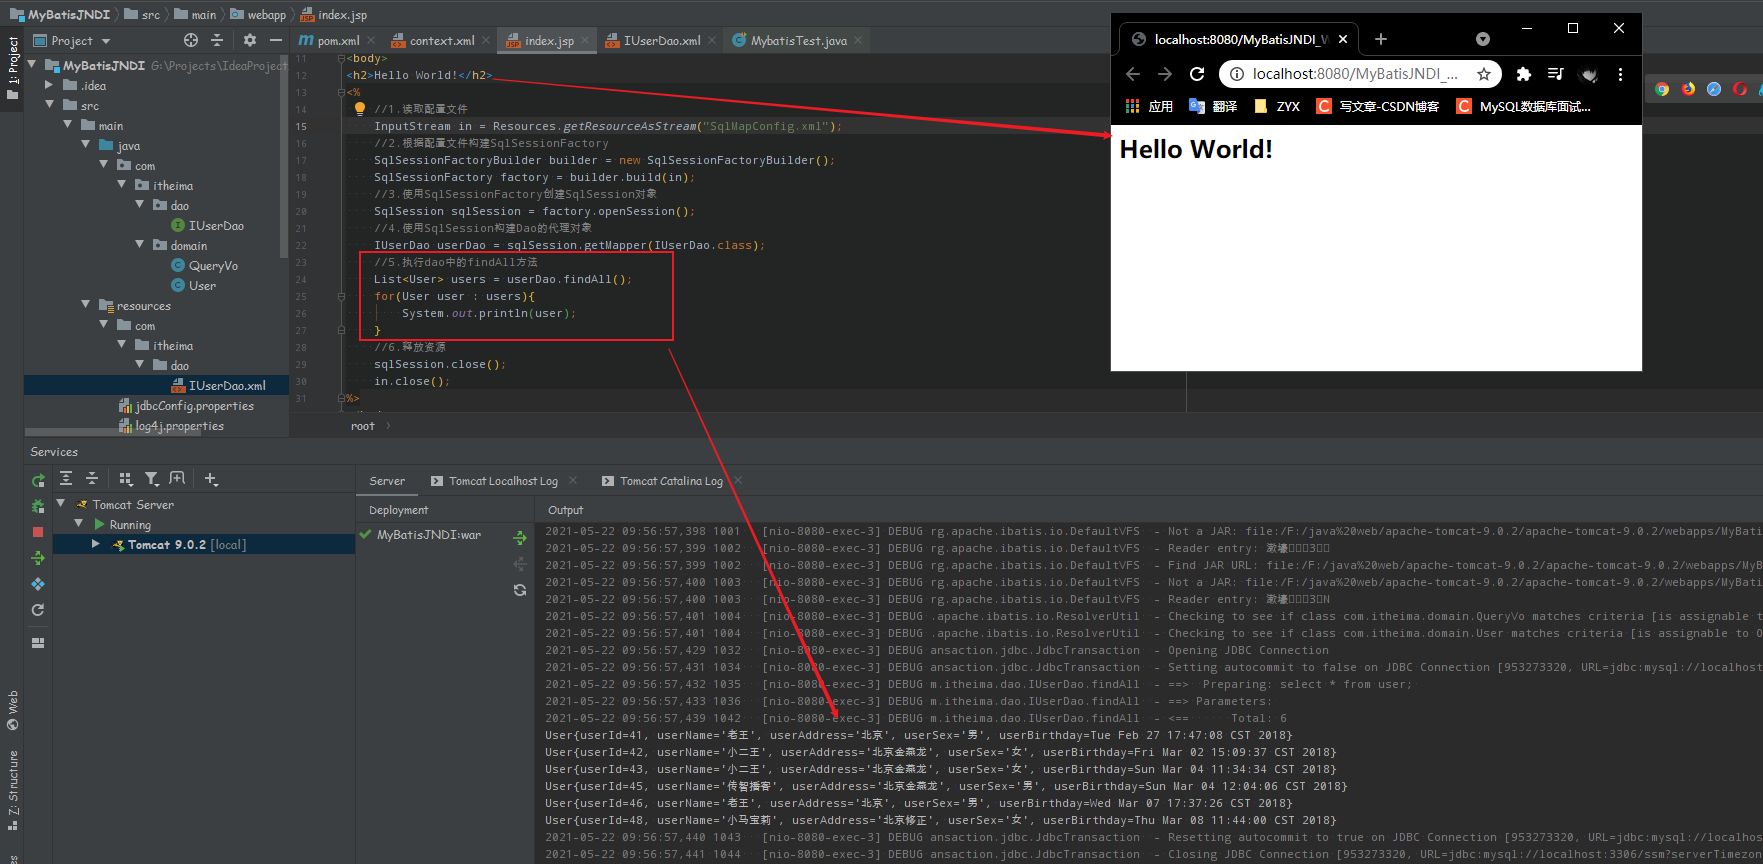 MyBatisJNDI src main webapp index.jsp
Project
pom.xml context.xml index.jsp IUserDao.xml MybatisTest.java
1: Project
MyBatisJNDI G:\Projects\IdeaProject
.idea
src
main
java
com
itheima
dao
IUserDao
domain
QueryVo
User
resources
com
itheima
dao
IUserDao.xml
jdbcConfig.properties
log4j.properties
11 <body>
12 <h2>Hello World!</h2>
13 <%
14 //1.读取配置文件
15 InputStream in = Resources.getResourceAsStream("SqlMapConfig.xml");
16 //2.根据配置文件构建SqlSessionFactory
17 SqlSessionFactoryBuilder builder = new SqlSessionFactoryBuilder();
18 SqlSessionFactory factory = builder.build(in);
19 //3.使用SqlSessionFactory创建SqlSession对象
20 SqlSession sqlSession = factory.openSession();
21 //4.使用SqlSession构建Dao的代理对象
22 IUserDao userDao = sqlSession.getMapper(IUserDao.class);
23 //5.执行dao中的findAll方法
24 List<User> users = userDao.findAll();
25 for(User user : users){
26 System.out.println(user);
27 }
28 //6.释放资源
29 sqlSession.close();
30 in.close();
31 %>
root
localhost:8080/MyBatisJNDI_W
localhost:8080/MyBatisJNDI_...
应用 翻译 ZYX 写文章-CSDN博客 MySQL数据库面试...
Hello World!
Services
Tomcat Server
Running
Tomcat 9.0.2 [local]
Web
Z: Structure
Server Tomcat Localhost Log Tomcat Catalina Log
Deployment Output
MyBatisJNDI:war
2021-05-22 09:56:57,398 1001 [nio-8080-exec-3] DEBUG rg.apache.ibatis.io.DefaultVFS - Not a JAR: file:/F:/java%20web/apache-tomcat-9.0.2/apache-tomcat-9.0.2/webapps/MyBati
2021-05-22 09:56:57,399 1002 [nio-8080-exec-3] DEBUG rg.apache.ibatis.io.DefaultVFS - Reader entry:
2021-05-22 09:56:57,399 1002 [nio-8080-exec-3] DEBUG rg.apache.ibatis.io.DefaultVFS - Find JAR URL: file:/F:/java%20web/apache-tomcat-9.0.2/apache-tomcat-9.0.2/webapps/MyB
2021-05-22 09:56:57,400 1003 [nio-8080-exec-3] DEBUG rg.apache.ibatis.io.DefaultVFS - Not a JAR: file:/F:/java%20web/apache-tomcat-9.0.2/apache-tomcat-9.0.2/webapps/MyBati
2021-05-22 09:56:57,400 1003 [nio-8080-exec-3] DEBUG rg.apache.ibatis.io.DefaultVFS - Reader entry:
2021-05-22 09:56:57,401 1004 [nio-8080-exec-3] DEBUG .apache.ibatis.io.ResolverUtil - Checking to see if class com.itheima.domain.QueryVo matches criteria [is assignable t
2021-05-22 09:56:57,401 1004 [nio-8080-exec-3] DEBUG .apache.ibatis.io.ResolverUtil - Checking to see if class com.itheima.domain.User matches criteria [is assignable to O
2021-05-22 09:56:57,429 1032 [nio-8080-exec-3] DEBUG ansaction.jdbc.JdbcTransaction - Opening JDBC Connection
2021-05-22 09:56:57,431 1034 [nio-8080-exec-3] DEBUG ansaction.jdbc.JdbcTransaction - Setting autocommit to false on JDBC Connection [953273320, URL=jdbc:mysql://localhost
2021-05-22 09:56:57,432 1035 [nio-8080-exec-3] DEBUG m.itheima.dao.IUserDao.findAll - ==> Preparing: select * from user;
2021-05-22 09:56:57,433 1036 [nio-8080-exec-3] DEBUG m.itheima.dao.IUserDao.findAll - ==> Parameters:
2021-05-22 09:56:57,439 1042 [nio-8080-exec-3] DEBUG m.itheima.dao.IUserDao.findAll - <== Total: 6
User{userId=41, userName='老王', userAddress='北京', userSex='男', userBirthday=Tue Feb 27 17:47:08 CST 2018}
User{userId=42, userName='小二王', userAddress='北京金燕龙', userSex='女', userBirthday=Fri Mar 02 15:09:37 CST 2018}
User{userId=43, userName='小二王', userAddress='北京金燕龙', userSex='女', userBirthday=Sun Mar 04 11:34:34 CST 2018}
User{userId=45, userName='传智播客', userAddress='北京金燕龙', userSex='男', userBirthday=Sun Mar 04 12:04:06 CST 2018}
User{userId=46, userName='老王', userAddress='北京', userSex='男', userBirthday=Wed Mar 07 17:37:26 CST 2018}
User{userId=48, userName='小马宝莉', userAddress='北京修正', userSex='女', userBirthday=Thu Mar 08 11:44:00 CST 2018}
2021-05-22 09:56:57,440 1043 [nio-8080-exec-3] DEBUG ansaction.jdbc.JdbcTransaction - Resetting autocommit to true on JDBC Connection [953273320, URL=jdbc:mysql://localhos
2021-05-22 09:56:57,441 1044 [nio-8080-exec-3] DEBUG ansaction.jdbc.JdbcTransaction - Closing JDBC Connection [953273320, URL=jdbc:mysql://localhost:3306/ssm?serverTimezo